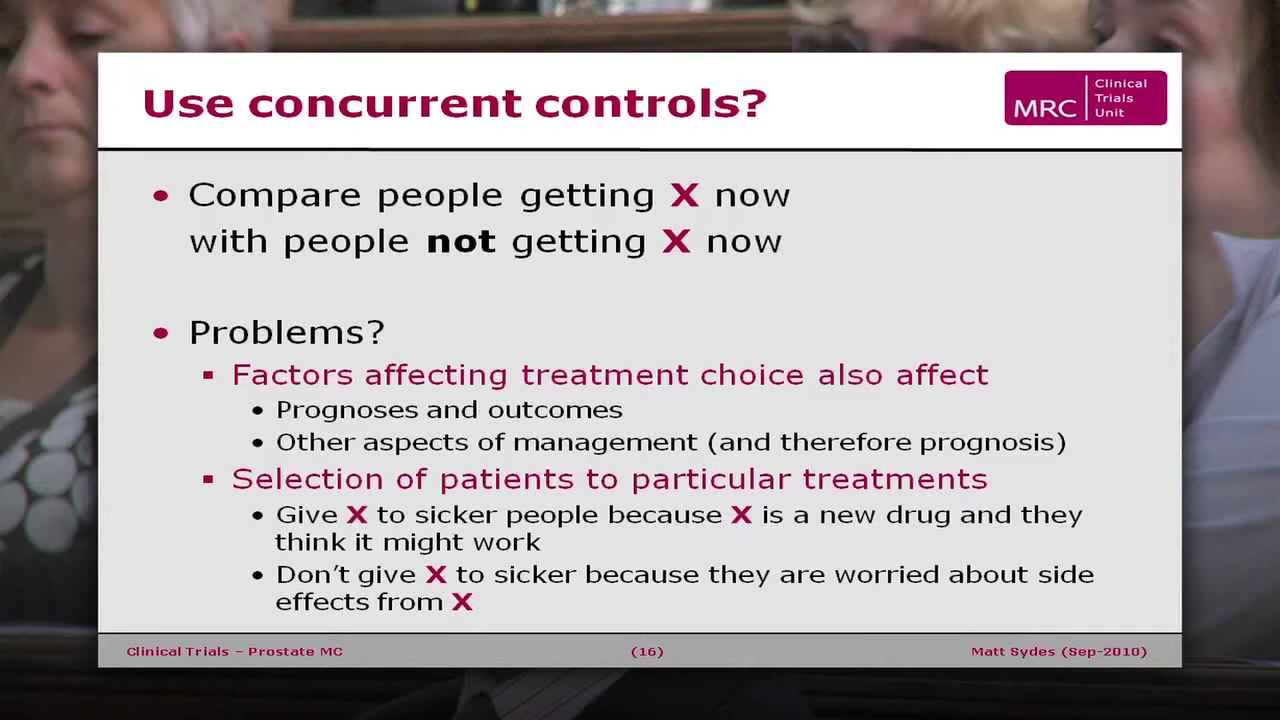 Use concurrent controls?
MRC
Clinical
Trials
Unit
• Compare people getting X now
with people not getting X now
• Problems?
▪ Factors affecting treatment choice also affect
• Prognoses and outcomes
• Other aspects of management (and therefore prognosis)
▪ Selection of patients to particular treatments
• Give X to sicker people because X is a new drug and they
think it might work
• Don’t give X to sicker because they are worried about side
effects from X
Clinical Trials – Prostate MC (16) Matt Sydes (Sep-2010)